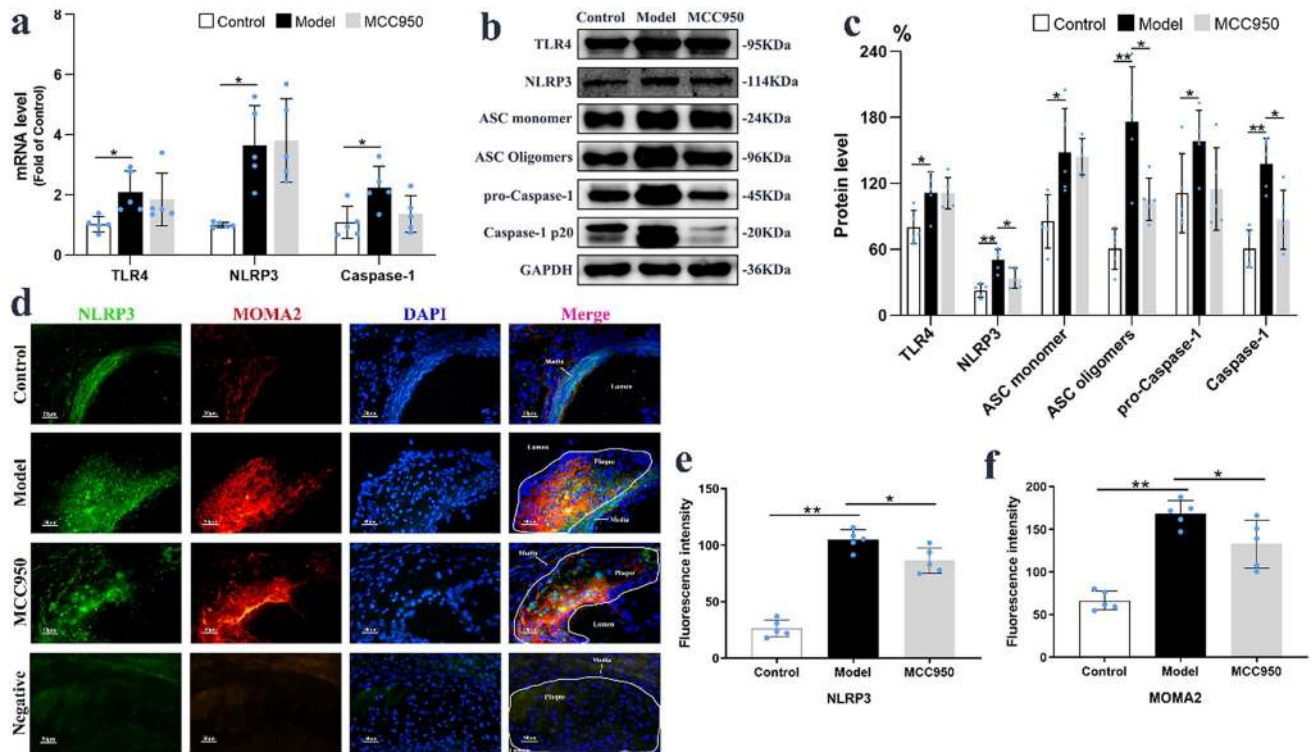 a
Control Model MCC950
mRNA level
(Fold of Control)
8
6
4
2
0
*
*
*
TLR4 NLRP3 Caspase-1
b
Control Model MCC950
TLR4 -95KDa
NLRP3 -114KDa
ASC monomer -24KDa
ASC Oligomers -96KDa
pro-Caspase-1 -45KDa
Caspase-1 p20 -20KDa
GAPDH -36KDa
c
Control Model MCC950
%
Protein level
240
180
120
60
0
*
** *
*
** *
*
** *
TLR4 NLRP3 ASC monomer ASC oligomers pro-Caspase-1 Caspase-1
d
NLRP3 MOMA2 DAPI Merge
Control
Media
Lumen
Model
Lumen
Plaque
Media
MCC950
Media
Plaque
Lumen
Negative
Media
Plaque
Lumen
e
Fluorescence intensity
150
100
50
0
** *
Control Model MCC950
NLRP3
f
Fluorescence intensity
200
150
100
50
0
** *
Control Model MCC950
MOMA2